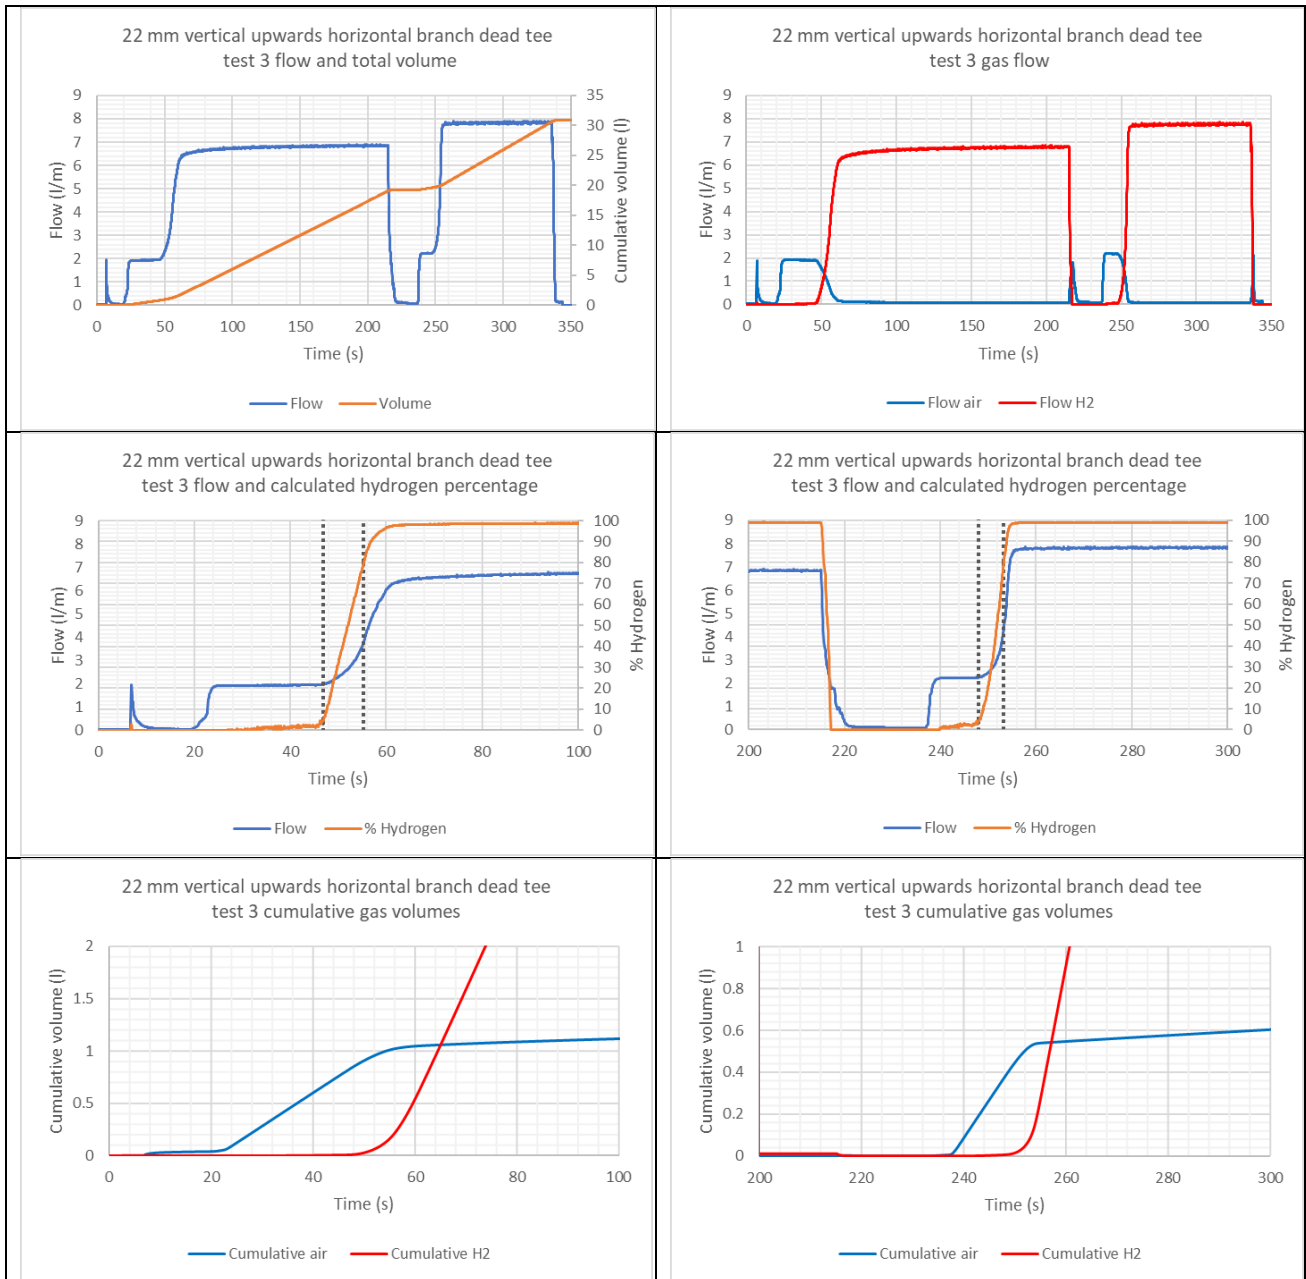 22 mm vertical upwards horizontal branch dead tee
test 3 flow and total volume
9
8
7
6
5
4
3
2
1
0
Flow (l/m)
35
30
25
20
15
10
5
0
Cumulative volume (l)
0 50 100 150 200 250 300 350
Time (s)
Flow Volume
22 mm vertical upwards horizontal branch dead tee
test 3 gas flow
9
8
7
6
5
4
3
2
1
0
Flow (l/m)
0 50 100 150 200 250 300 350
Time (s)
Flow air Flow H2
22 mm vertical upwards horizontal branch dead tee
test 3 flow and calculated hydrogen percentage
9
8
7
6
5
4
3
2
1
0
Flow (l/m)
100
90
80
70
60
50
40
30
20
10
0
% Hydrogen
0 20 40 60 80 100
Time (s)
Flow % Hydrogen
22 mm vertical upwards horizontal branch dead tee
test 3 flow and calculated hydrogen percentage
9
8
7
6
5
4
3
2
1
0
Flow (l/m)
100
90
80
70
60
50
40
30
20
10
0
% Hydrogen
200 220 240 260 280 300
Time (s)
Flow % Hydrogen
22 mm vertical upwards horizontal branch dead tee
test 3 cumulative gas volumes
2
1.5
1
0.5
0
Cumulative volume (l)
0 20 40 60 80 100
Time (s)
Cumulative air Cumulative H2
22 mm vertical upwards horizontal branch dead tee
test 3 cumulative gas volumes
1
0.8
0.6
0.4
0.2
0
Cumulative volume (l)
200 220 240 260 280 300
Time (s)
Cumulative air Cumulative H2